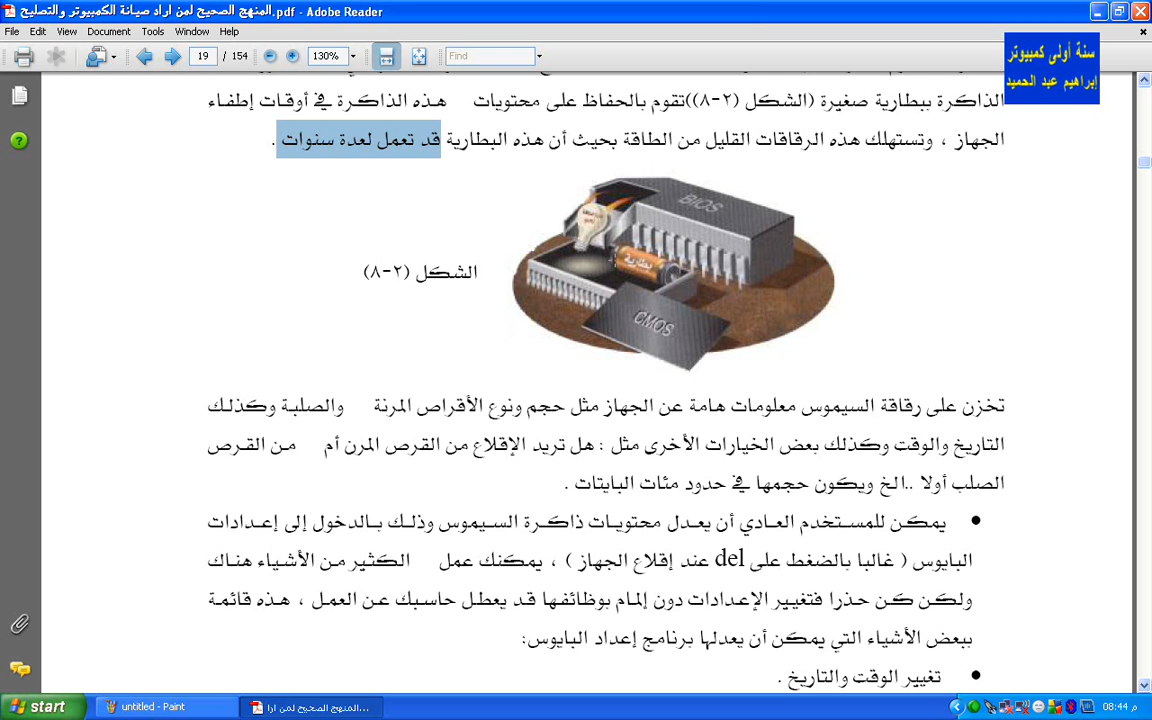 المنهج الصحيح لمن اراد صيانة الكمبيوتر والتصليح.pdf - Adobe Reader
File Edit View Document Tools Window Help
19 / 154 130% Find
سنة أولى كمبيوتر
إبراهيم عبد الحميد
الذاكرة ببطارية صغيرة (الشكل (٢-٨))تقوم بالحفاظ على محتويات هذه الذاكرة في أوقات إطفاء
الجهاز ، وتستهلك هذه الرقاقات القليل من الطاقة بحيث أن هذه البطارية قد تعمل لعدة سنوات .
BIOS
بطارية
CMOS
الشكل (٢-٨)
تخزن على رقاقة السيموس معلومات هامة عن الجهاز مثل حجم ونوع الأقراص المرنة والصلبة وكذلك
التاريخ والوقت وكذلك بعض الخيارات الأخرى مثل : هل تريد الإقلاع من القرص المرن أم من القرص
الصلب أولا ..الخ ويكون حجمها في حدود مئات البايتات .
• يمكن للمستخدم العادي أن يعدل محتويات ذاكرة السيموس وذلك بالدخول إلى إعدادات
البايوس ( غالبا بالضغط على del عند إقلاع الجهاز ) ، يمكنك عمل الكثير من الأشياء هناك
ولكن كن حذرا فتغيير الإعدادات دون إلمام بوظائفها قد يعطل حاسبك عن العمل ، هذه قائمة
ببعض الأشياء التي يمكن أن يعدلها برنامج إعداد البايوس:
• تغيير الوقت والتاريخ .
start untitled - Paint المنهج الصحيح لمن ارا... 08:44 م